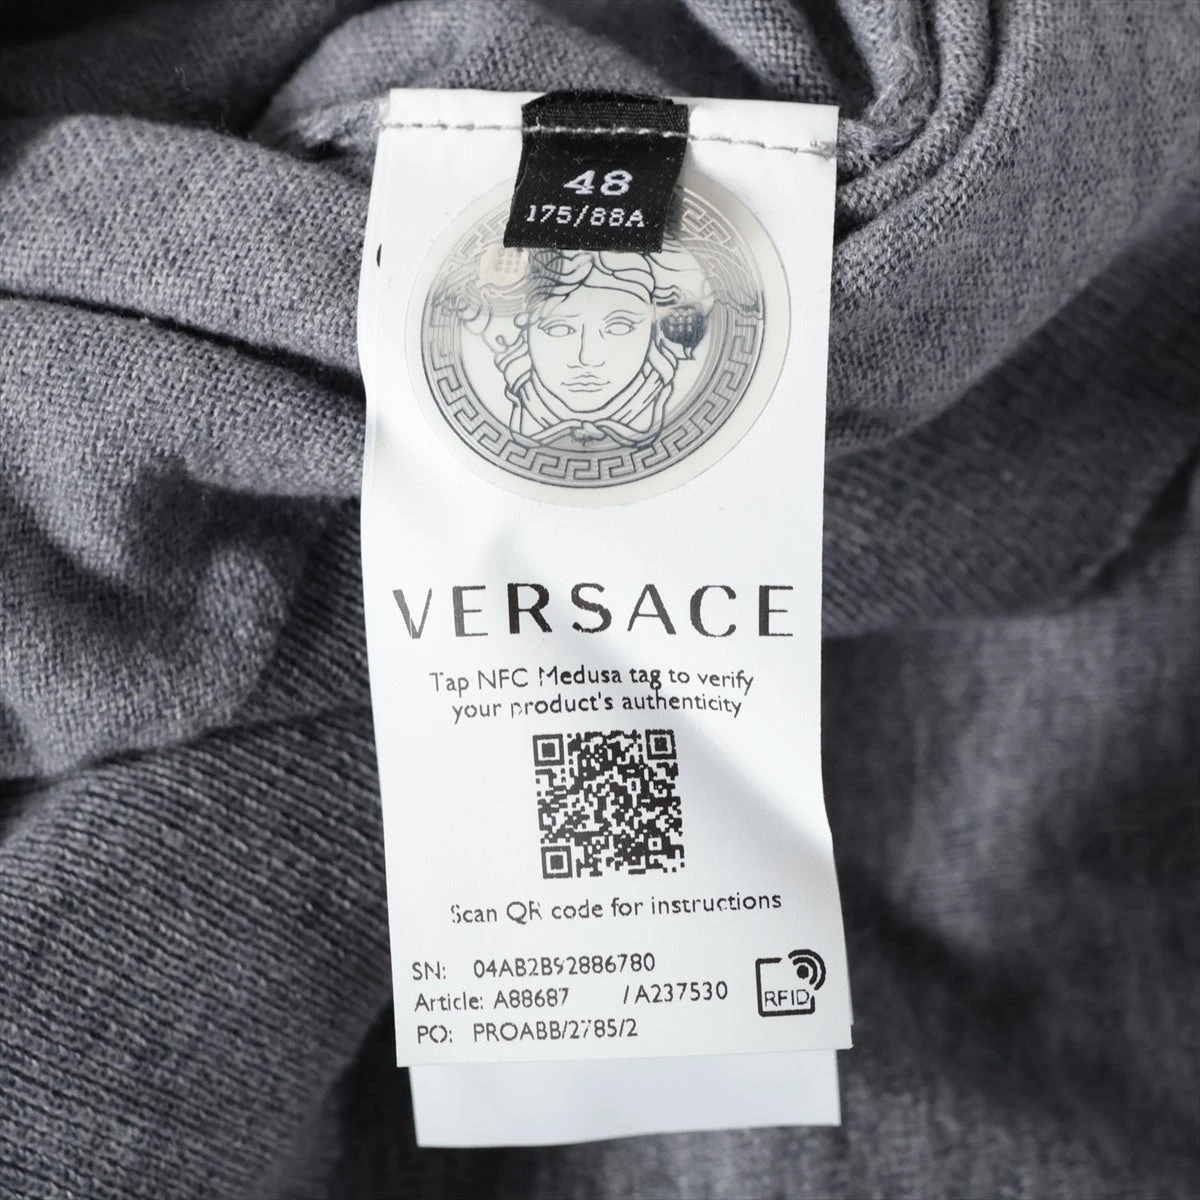 48
175/88A
VERSACE
Tap NFC Medusa tag to verify
your product's authenticity
Scan QR code for instructions
SN: 04AB2B92886780
Article: A88687 /A237530
PO: PROABB/2785/2
RFID